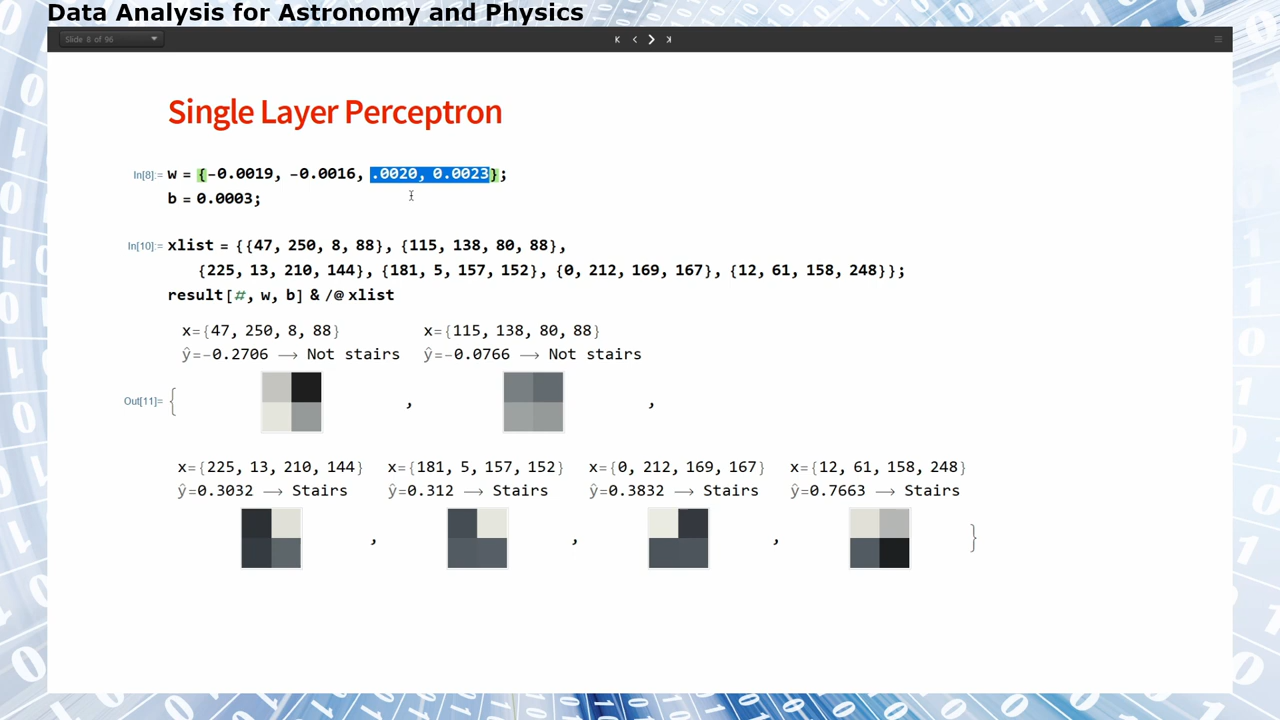 Data Analysis for Astronomy and Physics
Slide 8 of 96
Single Layer Perceptron
In[8]:= w = {-0.0019, -0.0016, .0020, 0.0023};
b = 0.0003;
In[10]:= xlist = {{47, 250, 8, 88}, {115, 138, 80, 88},
{225, 13, 210, 144}, {181, 5, 157, 152}, {0, 212, 169, 167}, {12, 61, 158, 248}};
result[#, w, b] & /@ xlist
x={47, 250, 8, 88} x={115, 138, 80, 88}
ŷ=-0.2706 ⟶ Not stairs ŷ=-0.0766 ⟶ Not stairs
Out[11]= { , ,
x={225, 13, 210, 144} x={181, 5, 157, 152} x={0, 212, 169, 167} x={12, 61, 158, 248}
ŷ=0.3032 ⟶ Stairs ŷ=0.312 ⟶ Stairs ŷ=0.3832 ⟶ Stairs ŷ=0.7663 ⟶ Stairs
, , , }